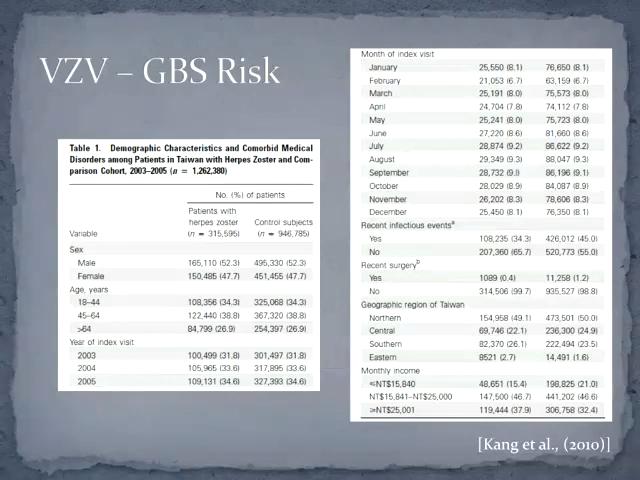 VZV – GBS Risk
Table 1. Demographic Characteristics and Comorbid Medical
Disorders among Patients in Taiwan with Herpes Zoster and Com-
parison Cohort, 2003–2005 (n = 1,262,380)
No. (%) of patients
Patients with
herpes zoster Control subjects
Variable (n = 315,595) (n = 946,785)
Sex
Male 165,110 (52.3) 495,330 (52.3)
Female 150,485 (47.7) 451,455 (47.7)
Age, years
18–44 108,356 (34.3) 325,068 (34.3)
45–64 122,440 (38.8) 367,320 (38.8)
>64 84,799 (26.9) 254,397 (26.9)
Year of index visit
2003 100,499 (31.8) 301,497 (31.8)
2004 105,965 (33.6) 317,895 (33.6)
2005 109,131 (34.6) 327,393 (34.6)
Month of index visit
January 25,550 (8.1) 76,650 (8.1)
February 21,053 (6.7) 63,159 (6.7)
March 25,191 (8.0) 75,573 (8.0)
April 24,704 (7.8) 74,112 (7.8)
May 25,241 (8.0) 75,723 (8.0)
June 27,220 (8.6) 81,660 (8.6)
July 28,874 (9.2) 86,622 (9.2)
August 29,349 (9.3) 88,047 (9.3)
September 28,732 (9.0) 86,196 (9.1)
October 28,029 (8.9) 84,087 (8.9)
November 26,202 (8.3) 78,606 (8.3)
December 25,450 (8.1) 76,350 (8.1)
Recent infectious eventsᵃ
Yes 108,235 (34.3) 426,012 (45.0)
No 207,360 (65.7) 520,773 (55.0)
Recent surgeryᵇ
Yes 1089 (0.4) 11,258 (1.2)
No 314,506 (99.7) 935,527 (98.8)
Geographic region of Taiwan
Northern 154,958 (49.1) 473,501 (50.0)
Central 69,746 (22.1) 236,300 (24.9)
Southern 82,370 (26.1) 222,494 (23.5)
Eastern 8521 (2.7) 14,491 (1.6)
Monthly income
≤NT$15,840 48,651 (15.4) 198,825 (21.0)
NT$15,841–NT$25,000 147,500 (46.7) 441,202 (46.6)
≥NT$25,001 119,444 (37.9) 306,758 (32.4)
[Kang et al., (2010)]